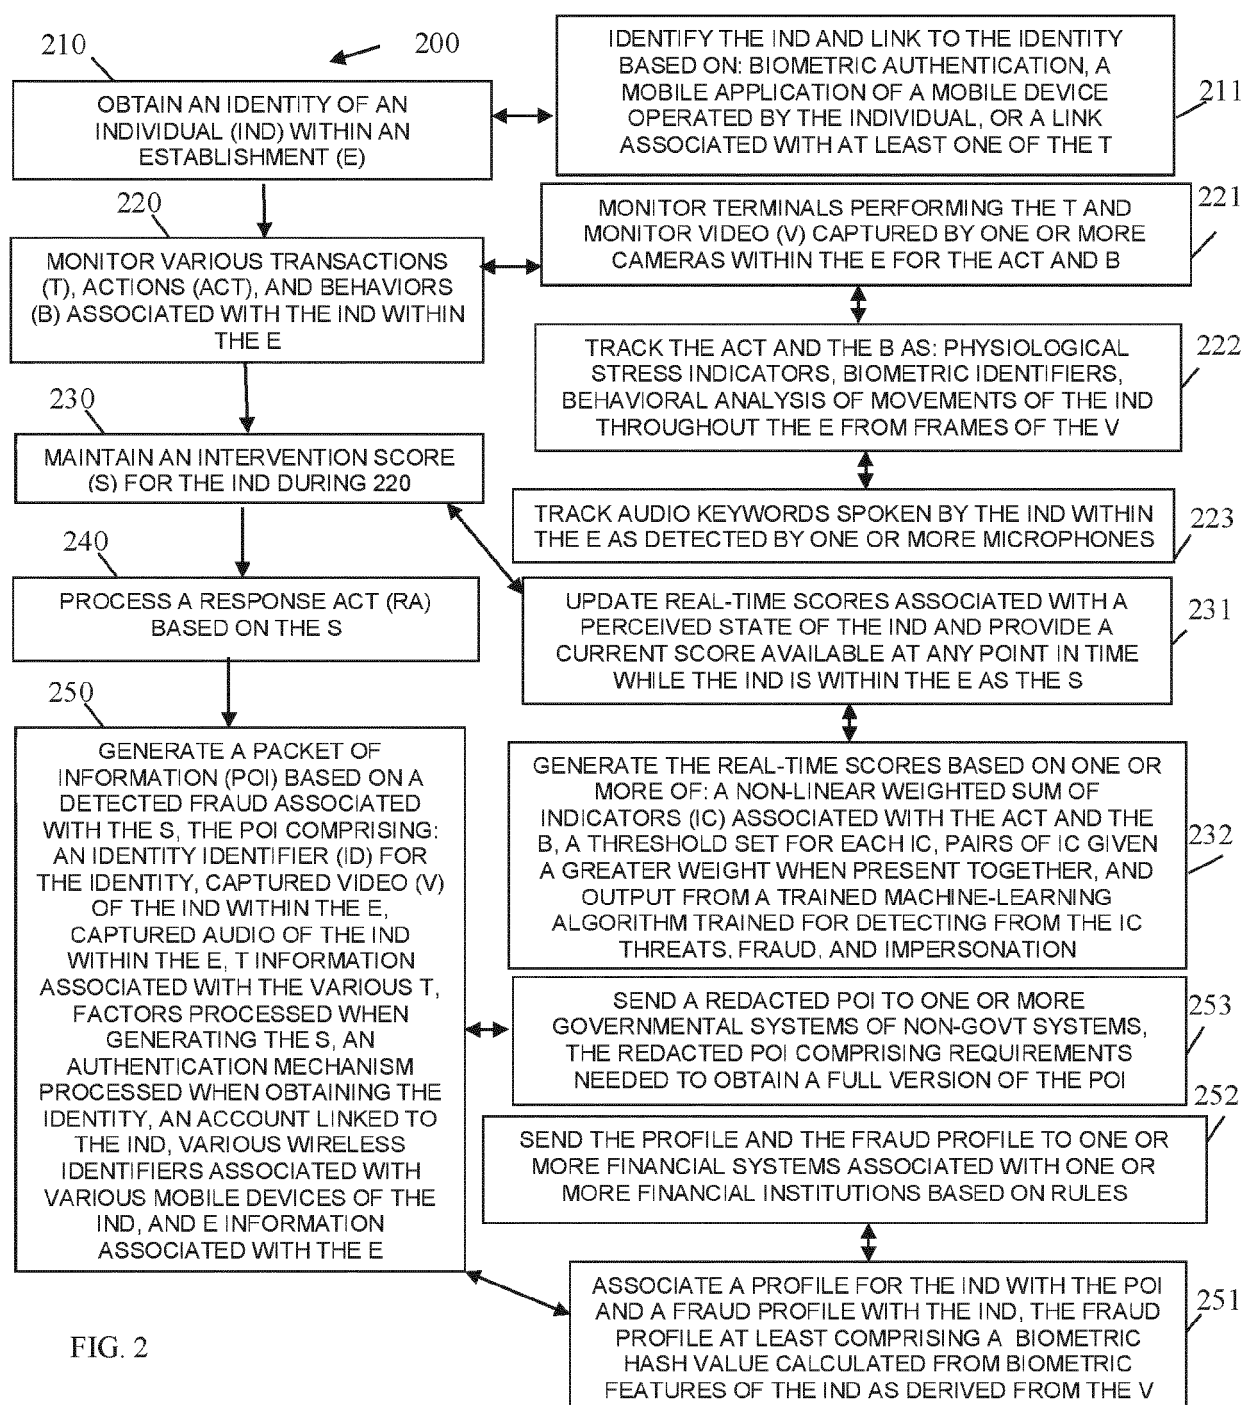 210
200
OBTAIN AN IDENTITY OF AN
INDIVIDUAL (IND) WITHIN AN
ESTABLISHMENT (E)
IDENTIFY THE IND AND LINK TO THE IDENTITY
BASED ON: BIOMETRIC AUTHENTICATION, A
MOBILE APPLICATION OF A MOBILE DEVICE
OPERATED BY THE INDIVIDUAL, OR A LINK
ASSOCIATED WITH AT LEAST ONE OF THE T
211
220
MONITOR VARIOUS TRANSACTIONS
(T), ACTIONS (ACT), AND BEHAVIORS
(B) ASSOCIATED WITH THE IND WITHIN
THE E
MONITOR TERMINALS PERFORMING THE T AND
MONITOR VIDEO (V) CAPTURED BY ONE OR MORE
CAMERAS WITHIN THE E FOR THE ACT AND B
221
TRACK THE ACT AND THE B AS: PHYSIOLOGICAL
STRESS INDICATORS, BIOMETRIC IDENTIFIERS,
BEHAVIORAL ANALYSIS OF MOVEMENTS OF THE IND
THROUGHOUT THE E FROM FRAMES OF THE V
222
230
MAINTAIN AN INTERVENTION SCORE
(S) FOR THE IND DURING 220
TRACK AUDIO KEYWORDS SPOKEN BY THE IND WITHIN
THE E AS DETECTED BY ONE OR MORE MICROPHONES
223
240
PROCESS A RESPONSE ACT (RA)
BASED ON THE S
UPDATE REAL-TIME SCORES ASSOCIATED WITH A
PERCEIVED STATE OF THE IND AND PROVIDE A
CURRENT SCORE AVAILABLE AT ANY POINT IN TIME
WHILE THE IND IS WITHIN THE E AS THE S
231
250
GENERATE A PACKET OF
INFORMATION (POI) BASED ON A
DETECTED FRAUD ASSOCIATED
WITH THE S, THE POI COMPRISING:
AN IDENTITY IDENTIFIER (ID) FOR
THE IDENTITY, CAPTURED VIDEO (V)
OF THE IND WITHIN THE E,
CAPTURED AUDIO OF THE IND
WITHIN THE E, T INFORMATION
ASSOCIATED WITH THE VARIOUS T,
FACTORS PROCESSED WHEN
GENERATING THE S, AN
AUTHENTICATION MECHANISM
PROCESSED WHEN OBTAINING THE
IDENTITY, AN ACCOUNT LINKED TO
THE IND, VARIOUS WIRELESS
IDENTIFIERS ASSOCIATED WITH
VARIOUS MOBILE DEVICES OF THE
IND, AND E INFORMATION
ASSOCIATED WITH THE E
GENERATE THE REAL-TIME SCORES BASED ON ONE OR
MORE OF: A NON-LINEAR WEIGHTED SUM OF
INDICATORS (IC) ASSOCIATED WITH THE ACT AND THE
B, A THRESHOLD SET FOR EACH IC, PAIRS OF IC GIVEN
A GREATER WEIGHT WHEN PRESENT TOGETHER, AND
OUTPUT FROM A TRAINED MACHINE-LEARNING
ALGORITHM TRAINED FOR DETECTING FROM THE IC
THREATS, FRAUD, AND IMPERSONATION
232
SEND A REDACTED POI TO ONE OR MORE
GOVERNMENTAL SYSTEMS OF NON-GOVT SYSTEMS,
THE REDACTED POI COMPRISING REQUIREMENTS
NEEDED TO OBTAIN A FULL VERSION OF THE POI
253
SEND THE PROFILE AND THE FRAUD PROFILE TO ONE OR
MORE FINANCIAL SYSTEMS ASSOCIATED WITH ONE OR
MORE FINANCIAL INSTITUTIONS BASED ON RULES
252
ASSOCIATE A PROFILE FOR THE IND WITH THE POI
AND A FRAUD PROFILE WITH THE IND, THE FRAUD
PROFILE AT LEAST COMPRISING A BIOMETRIC
HASH VALUE CALCULATED FROM BIOMETRIC
FEATURES OF THE IND AS DERIVED FROM THE V
251
FIG. 2